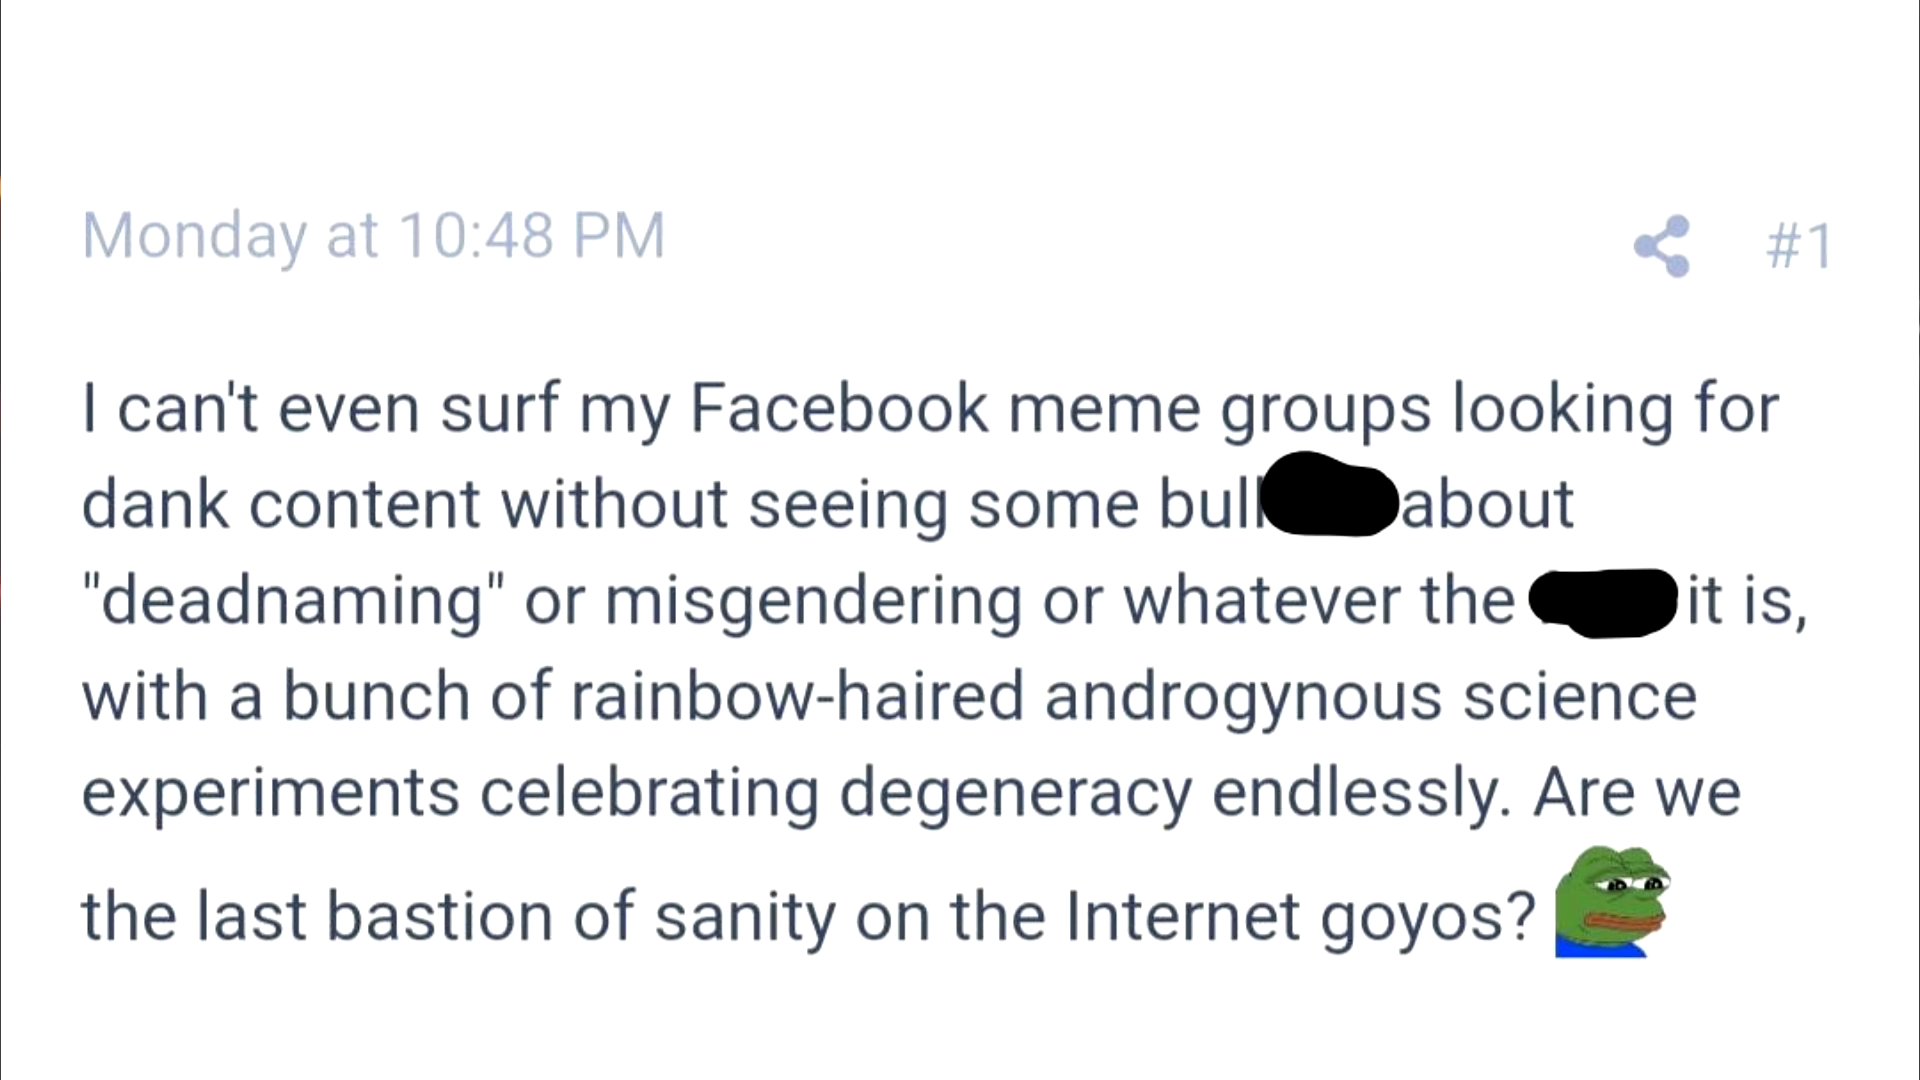 Monday at 10:48 PM
#1
I can't even surf my Facebook meme groups looking for
dank content without seeing some bull about
"deadnaming" or misgendering or whatever the it is,
with a bunch of rainbow-haired androgynous science
experiments celebrating degeneracy endlessly. Are we
the last bastion of sanity on the Internet goyos?